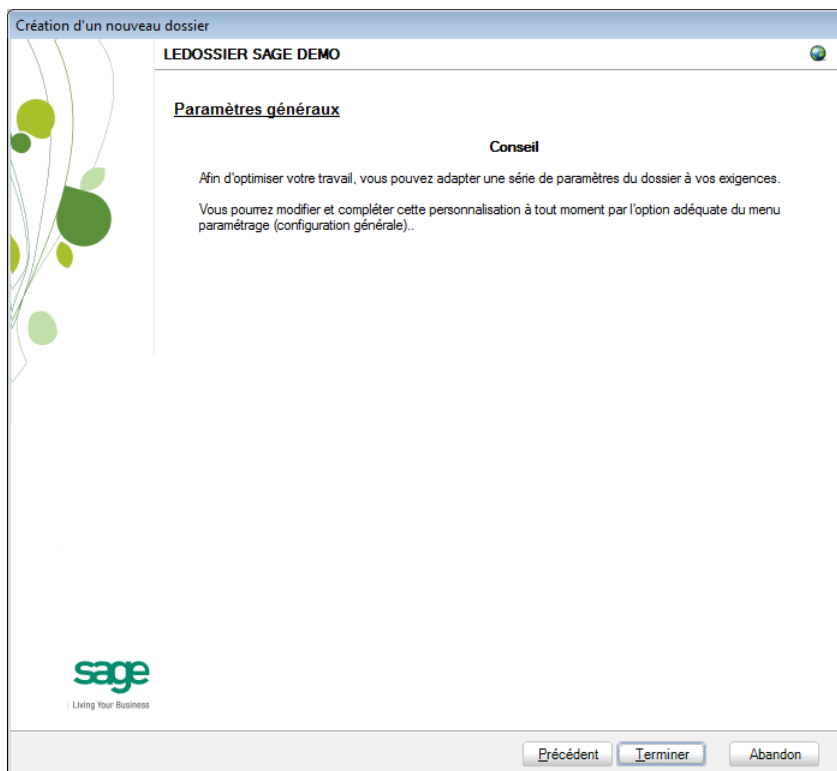 Création d'un nouveau dossier
LEDOSSIER SAGE DEMO
Paramètres généraux
Conseil
Afin d'optimiser votre travail, vous pouvez adapter une série de paramètres du dossier à vos exigences.
Vous pourrez modifier et compléter cette personnalisation à tout moment par l'option adéquate du menu
paramétrage (configuration générale)..
sage
Living Your Business
Précédent
Terminer
Abandon